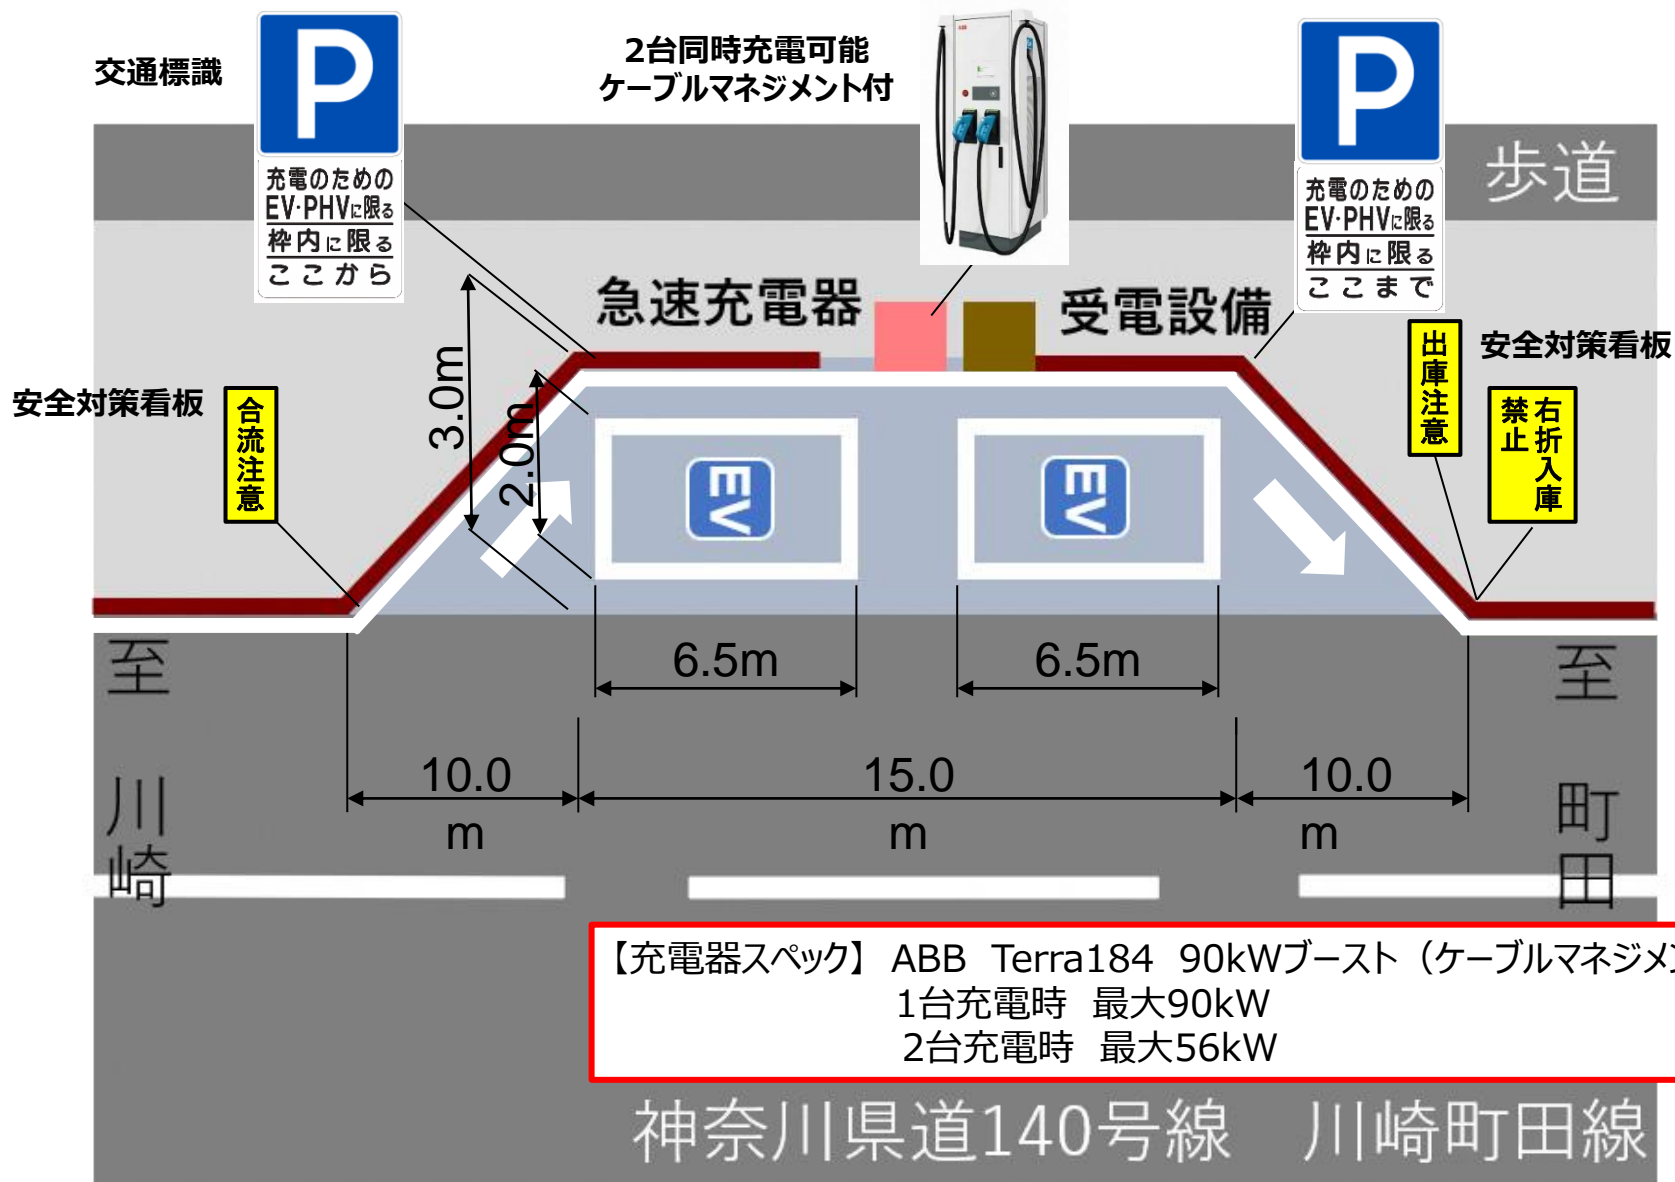 交通標識
P
充電のための
EV·PHVに限る
枠内に限る
ここから
2台同時充電可能
ケーブルマネジメント付
ABB
P
充電のための
EV·PHVに限る
枠内に限る
ここまで
歩道
急速充電器
受電設備
安全対策看板
合流注意
3.0m
2.0m
EV
EV
出庫注意
安全対策看板
右折入庫
禁止
6.5m
6.5m
10.0
m
15.0
m
10.0
m
至 川崎
至 町田
【充電器スペック】 ABB Terra184 90kWブースト（ケーブルマネジメン
1台充電時 最大90kW
2台充電時 最大56kW
神奈川県道140号線 川崎町田線